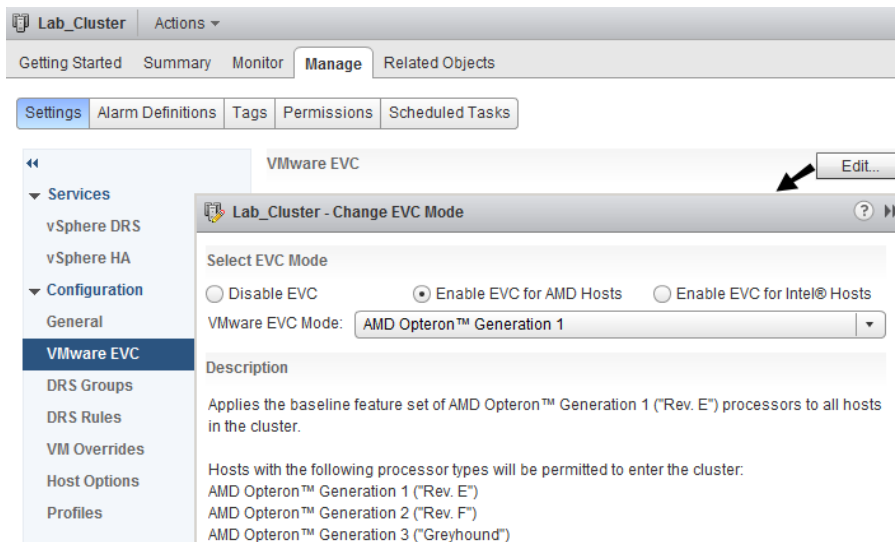 Lab_Cluster Actions
Getting Started Summary Monitor Manage Related Objects
Settings Alarm Definitions Tags Permissions Scheduled Tasks
VMware EVC Edit...
Services
vSphere DRS
vSphere HA
Configuration
General
VMware EVC
DRS Groups
DRS Rules
VM Overrides
Host Options
Profiles
Lab_Cluster - Change EVC Mode ?
Select EVC Mode
Disable EVC Enable EVC for AMD Hosts Enable EVC for Intel® Hosts
VMware EVC Mode: AMD Opteron™ Generation 1
Description
Applies the baseline feature set of AMD Opteron™ Generation 1 ("Rev. E") processors to all hosts
in the cluster.
Hosts with the following processor types will be permitted to enter the cluster:
AMD Opteron™ Generation 1 ("Rev. E")
AMD Opteron™ Generation 2 ("Rev. F")
AMD Opteron™ Generation 3 ("Greyhound")